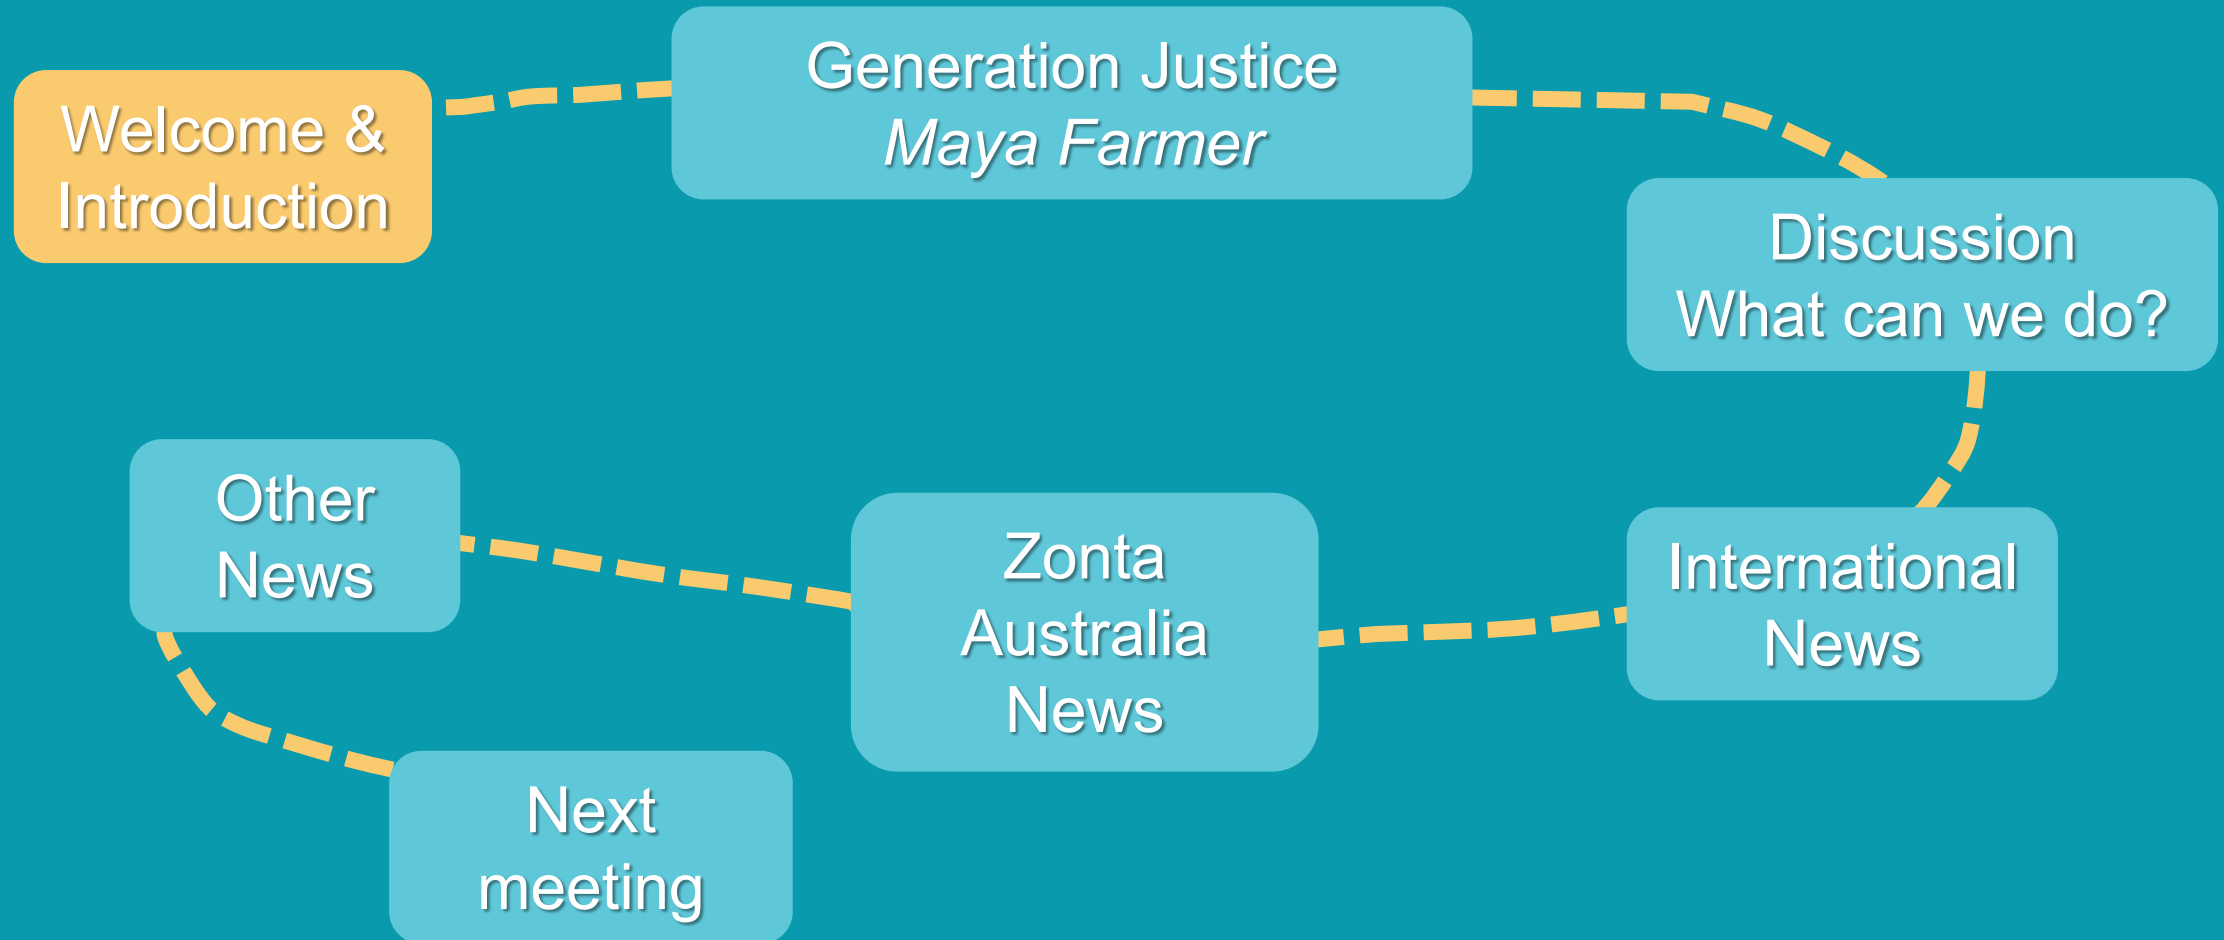 Welcome &
Introduction
Generation Justice
Maya Farmer
Discussion
What can we do?
International
News
Zonta
Australia
News
Other
News
Next
meeting